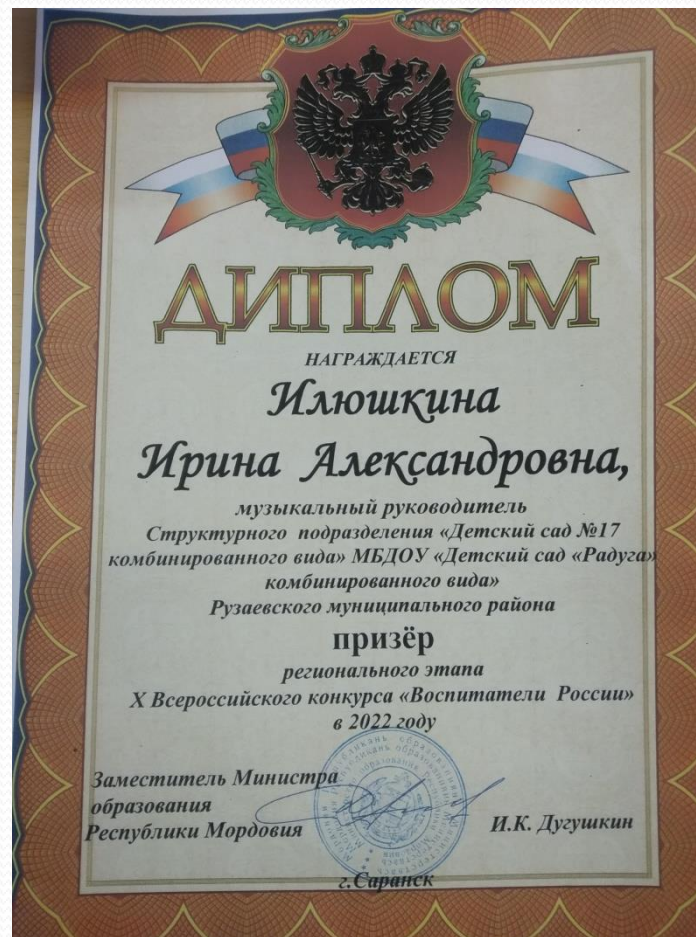 ДИПЛОМ
НАГРАЖДАЕТСЯ
Илюшкина
Ирина Александровна,
музыкальный руководитель
Структурного подразделения «Детский сад №17
комбинированного вида» МБДОУ «Детский сад «Радуга»
комбинированного вида»
Рузаевского муниципального района
призёр
регионального этапа
X Всероссийского конкурса «Воспитатели России»
в 2022 году
Заместитель Министра
образования
Республики Мордовия
И.К. Дугушкин
г.Саранск